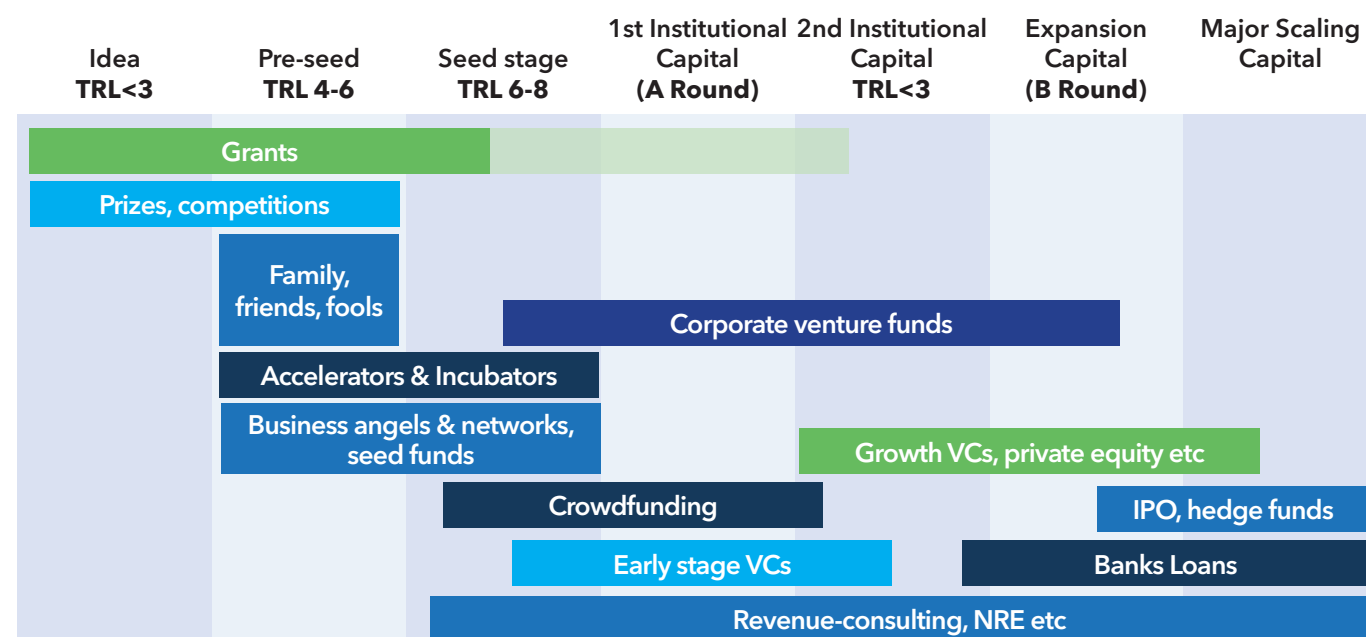 Idea
TRL<3
Pre-seed
TRL 4-6
Seed stage
TRL 6-8
1st Institutional
Capital
(A Round)
2nd Institutional
Capital
TRL<3
Expansion
Capital
(B Round)
Major Scaling
Capital
Grants
Prizes, competitions
Family,
friends, fools
Corporate venture funds
Accelerators & Incubators
Business angels & networks,
seed funds
Growth VCs, private equity etc
Crowdfunding
IPO, hedge funds
Early stage VCs
Banks Loans
Revenue-consulting, NRE etc